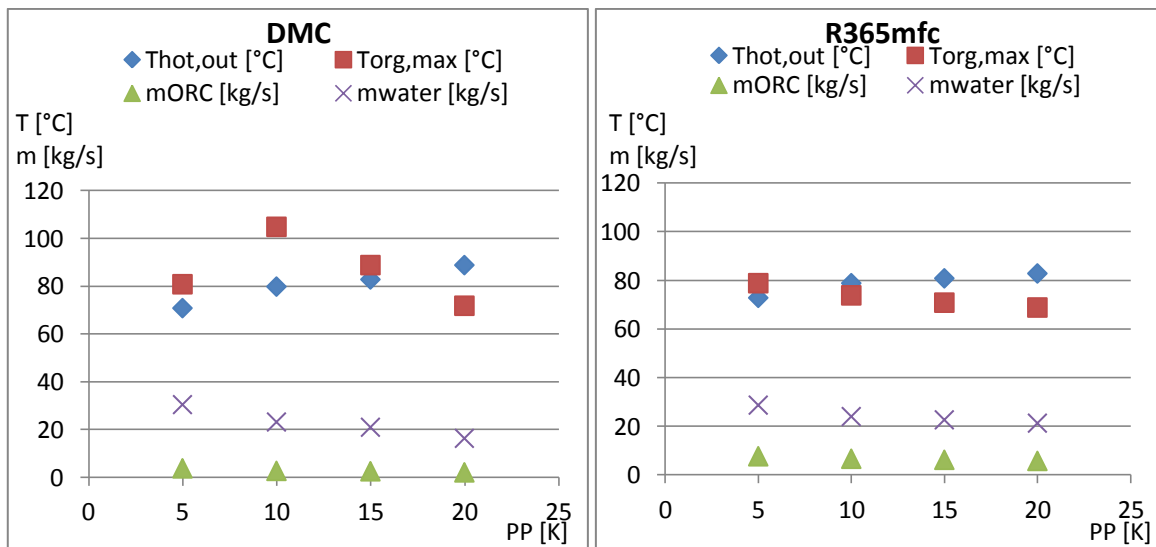 DMC
Thot,out [°C] Torg,max [°C]
mORC [kg/s] mwater [kg/s]
T [°C]
m [kg/s]
120
100
80
60
40
20
0
0 5 10 15 20 25
PP [K]
R365mfc
Thot,out [°C] Torg,max [°C]
mORC [kg/s] mwater [kg/s]
T [°C]
m [kg/s]
120
100
80
60
40
20
0
0 5 10 15 20 25
PP [K]